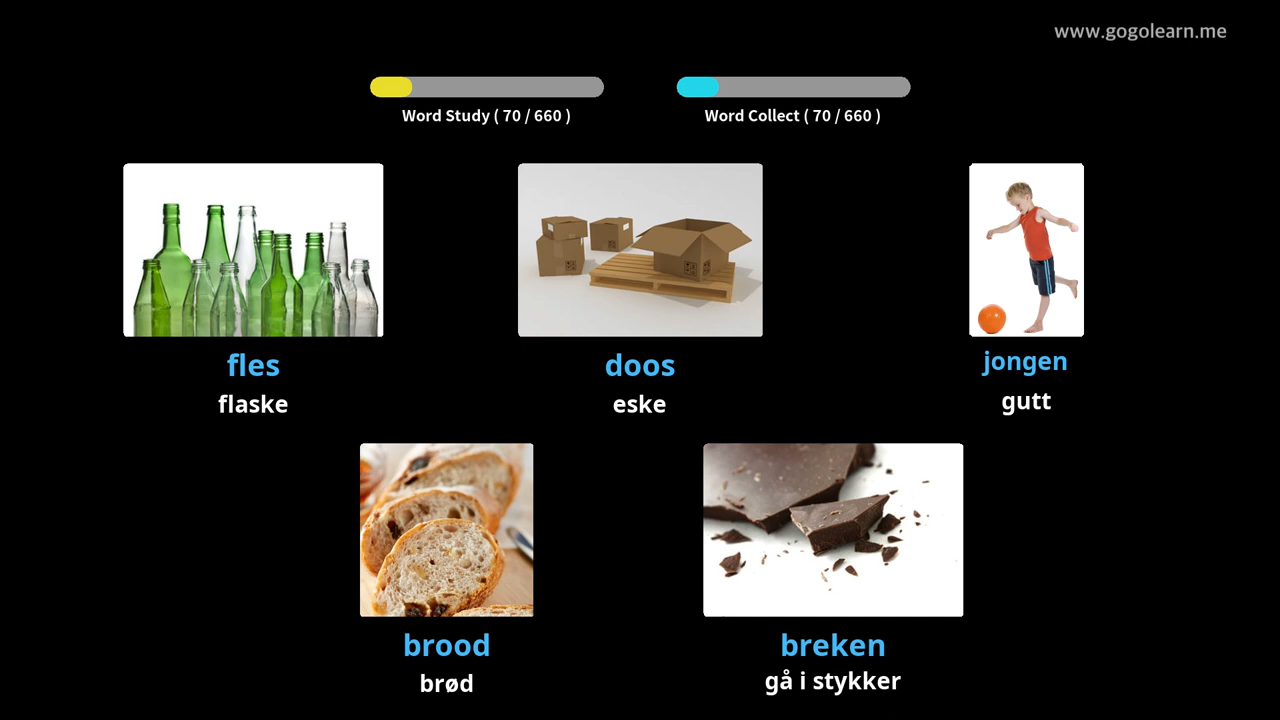 www.gogolearn.me
Word Study ( 70 / 660 )
Word Collect ( 70 / 660 )
fles
flaske
doos
eske
jongen
gutt
brood
brød
breken
gå i stykker